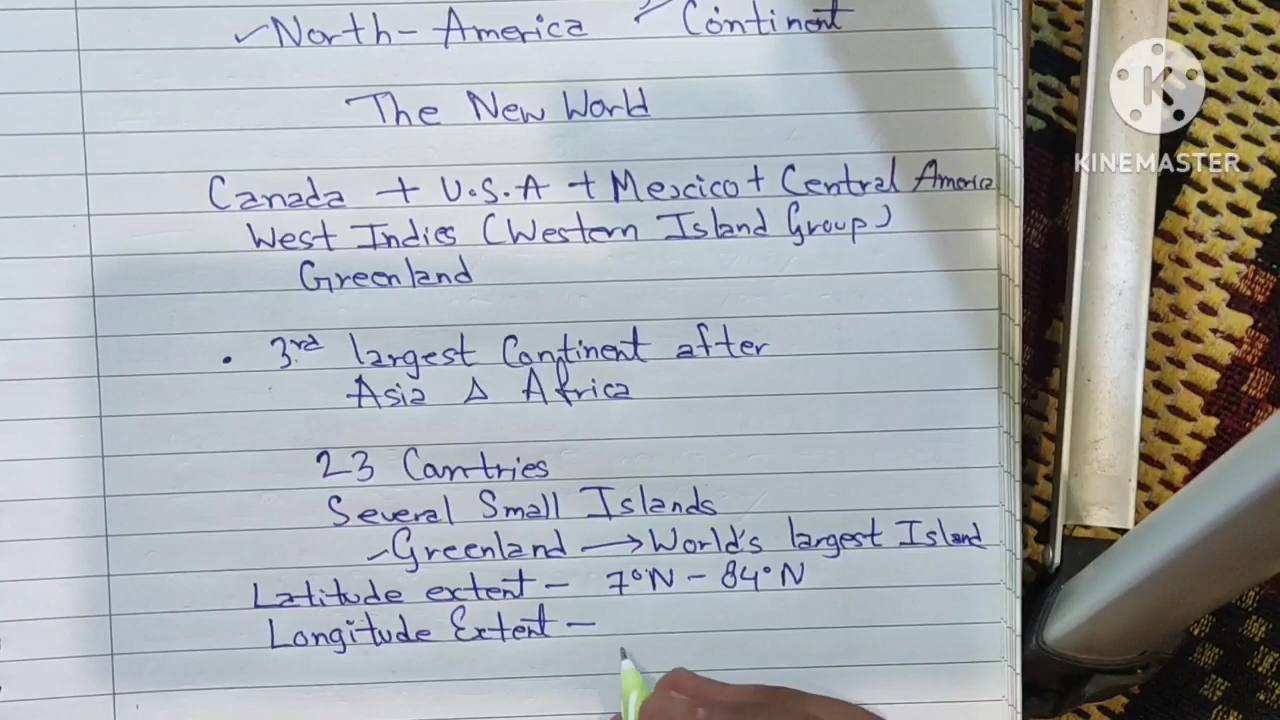 North-America Continent
The New World
Canada + U.S.A + Mexico + Central America
West Indies (Western Island Group)
Greenland
• 3rd largest Continent after
Asia Δ Africa
23 Countries
Several Small Islands
Greenland → World's largest Island
Latitude extent - 7°N - 84°N
Longitude Extent -
KINEMASTER